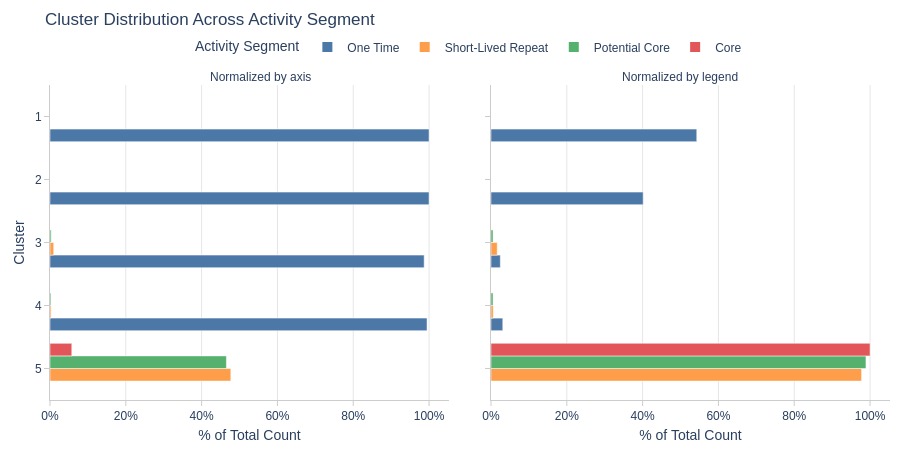 Cluster Distribution Across Activity Segment
Activity Segment One Time Short-Lived Repeat Potential Core Core
Normalized by axis Normalized by legend
Cluster
1
2
3
4
5
0% 20% 40% 60% 80% 100% 0% 20% 40% 60% 80% 100%
% of Total Count % of Total Count